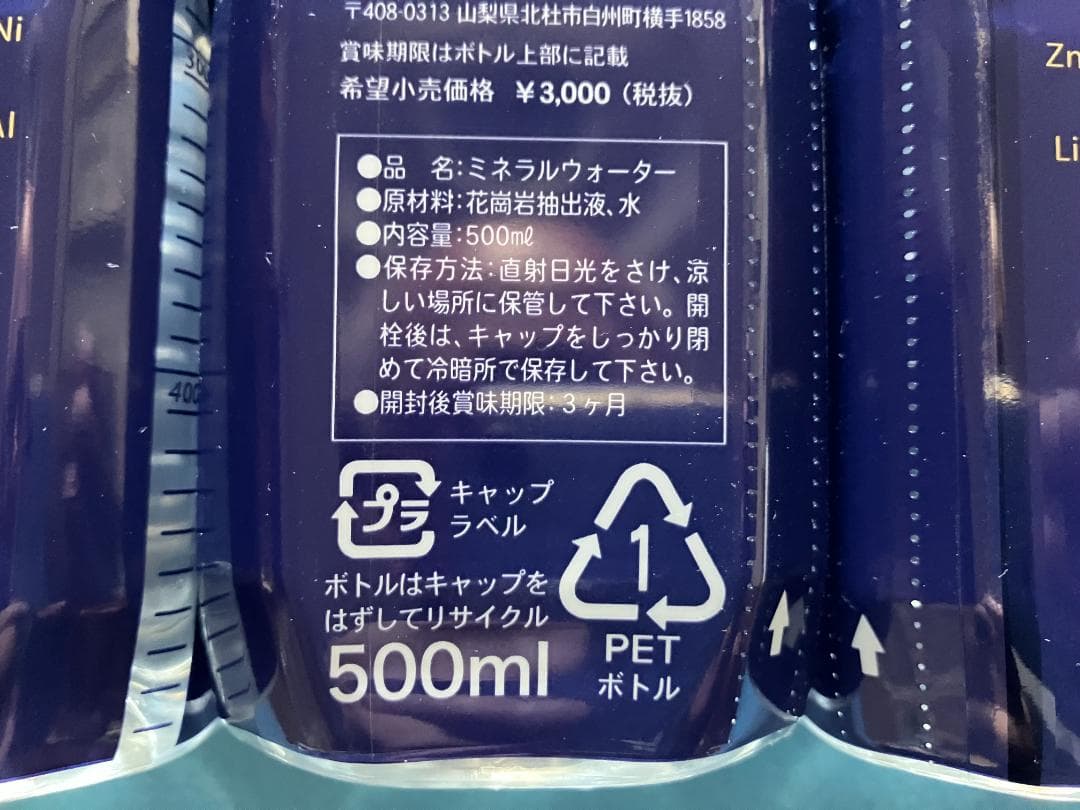 〒408-0313 山梨県北杜市白州町横手1858
賞味期限はボトル上部に記載
希望小売価格 ￥3,000（税抜）
●品　名：ミネラルウォーター
●原材料：花崗岩抽出液、水
●内容量：500㎖
●保存方法：直射日光をさけ、涼
しい場所に保管して下さい。開
栓後は、キャップをしっかり閉
めて冷暗所で保存して下さい。
●開封後賞味期限：3ヶ月
プラ
キャップ
ラベル
ボトルはキャップを
はずしてリサイクル
500ml
1
PET
ボトル
Ni
Al
Zn
Li
300
400